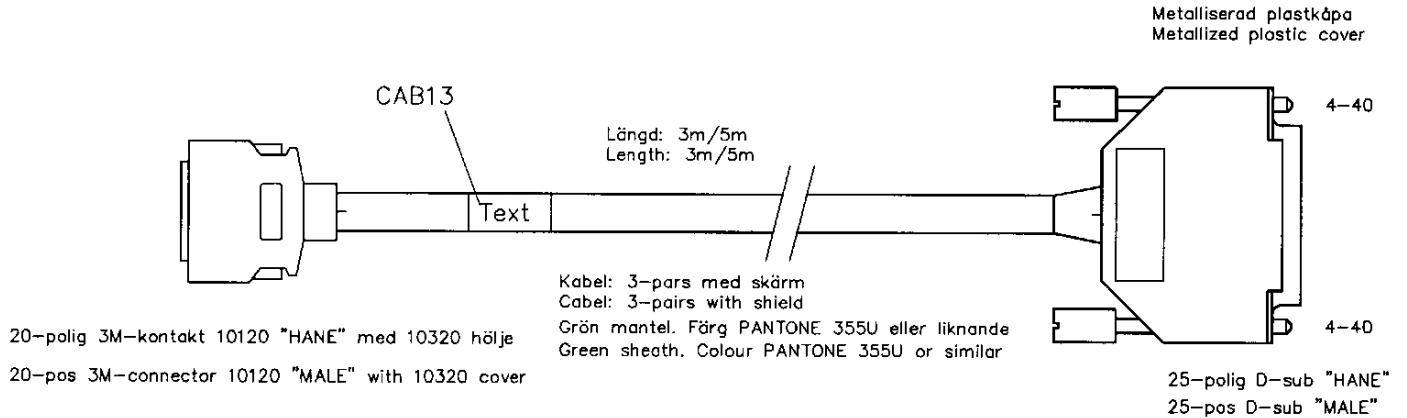 Metalliserad plastkåpa
Metallized plastic cover
CAB13
4-40
Längd: 3m/5m
Length: 3m/5m
Text
Kabel: 3-pars med skärm
Cabel: 3-pairs with shield
Grön mantel. Färg PANTONE 355U eller liknande
Green sheath. Colour PANTONE 355U or similar
4-40
20-polig 3M-kontakt 10120 "HANE" med 10320 hölje
20-pos 3M-connector 10120 "MALE" with 10320 cover
25-polig D-sub "HANE"
25-pos D-sub "MALE"